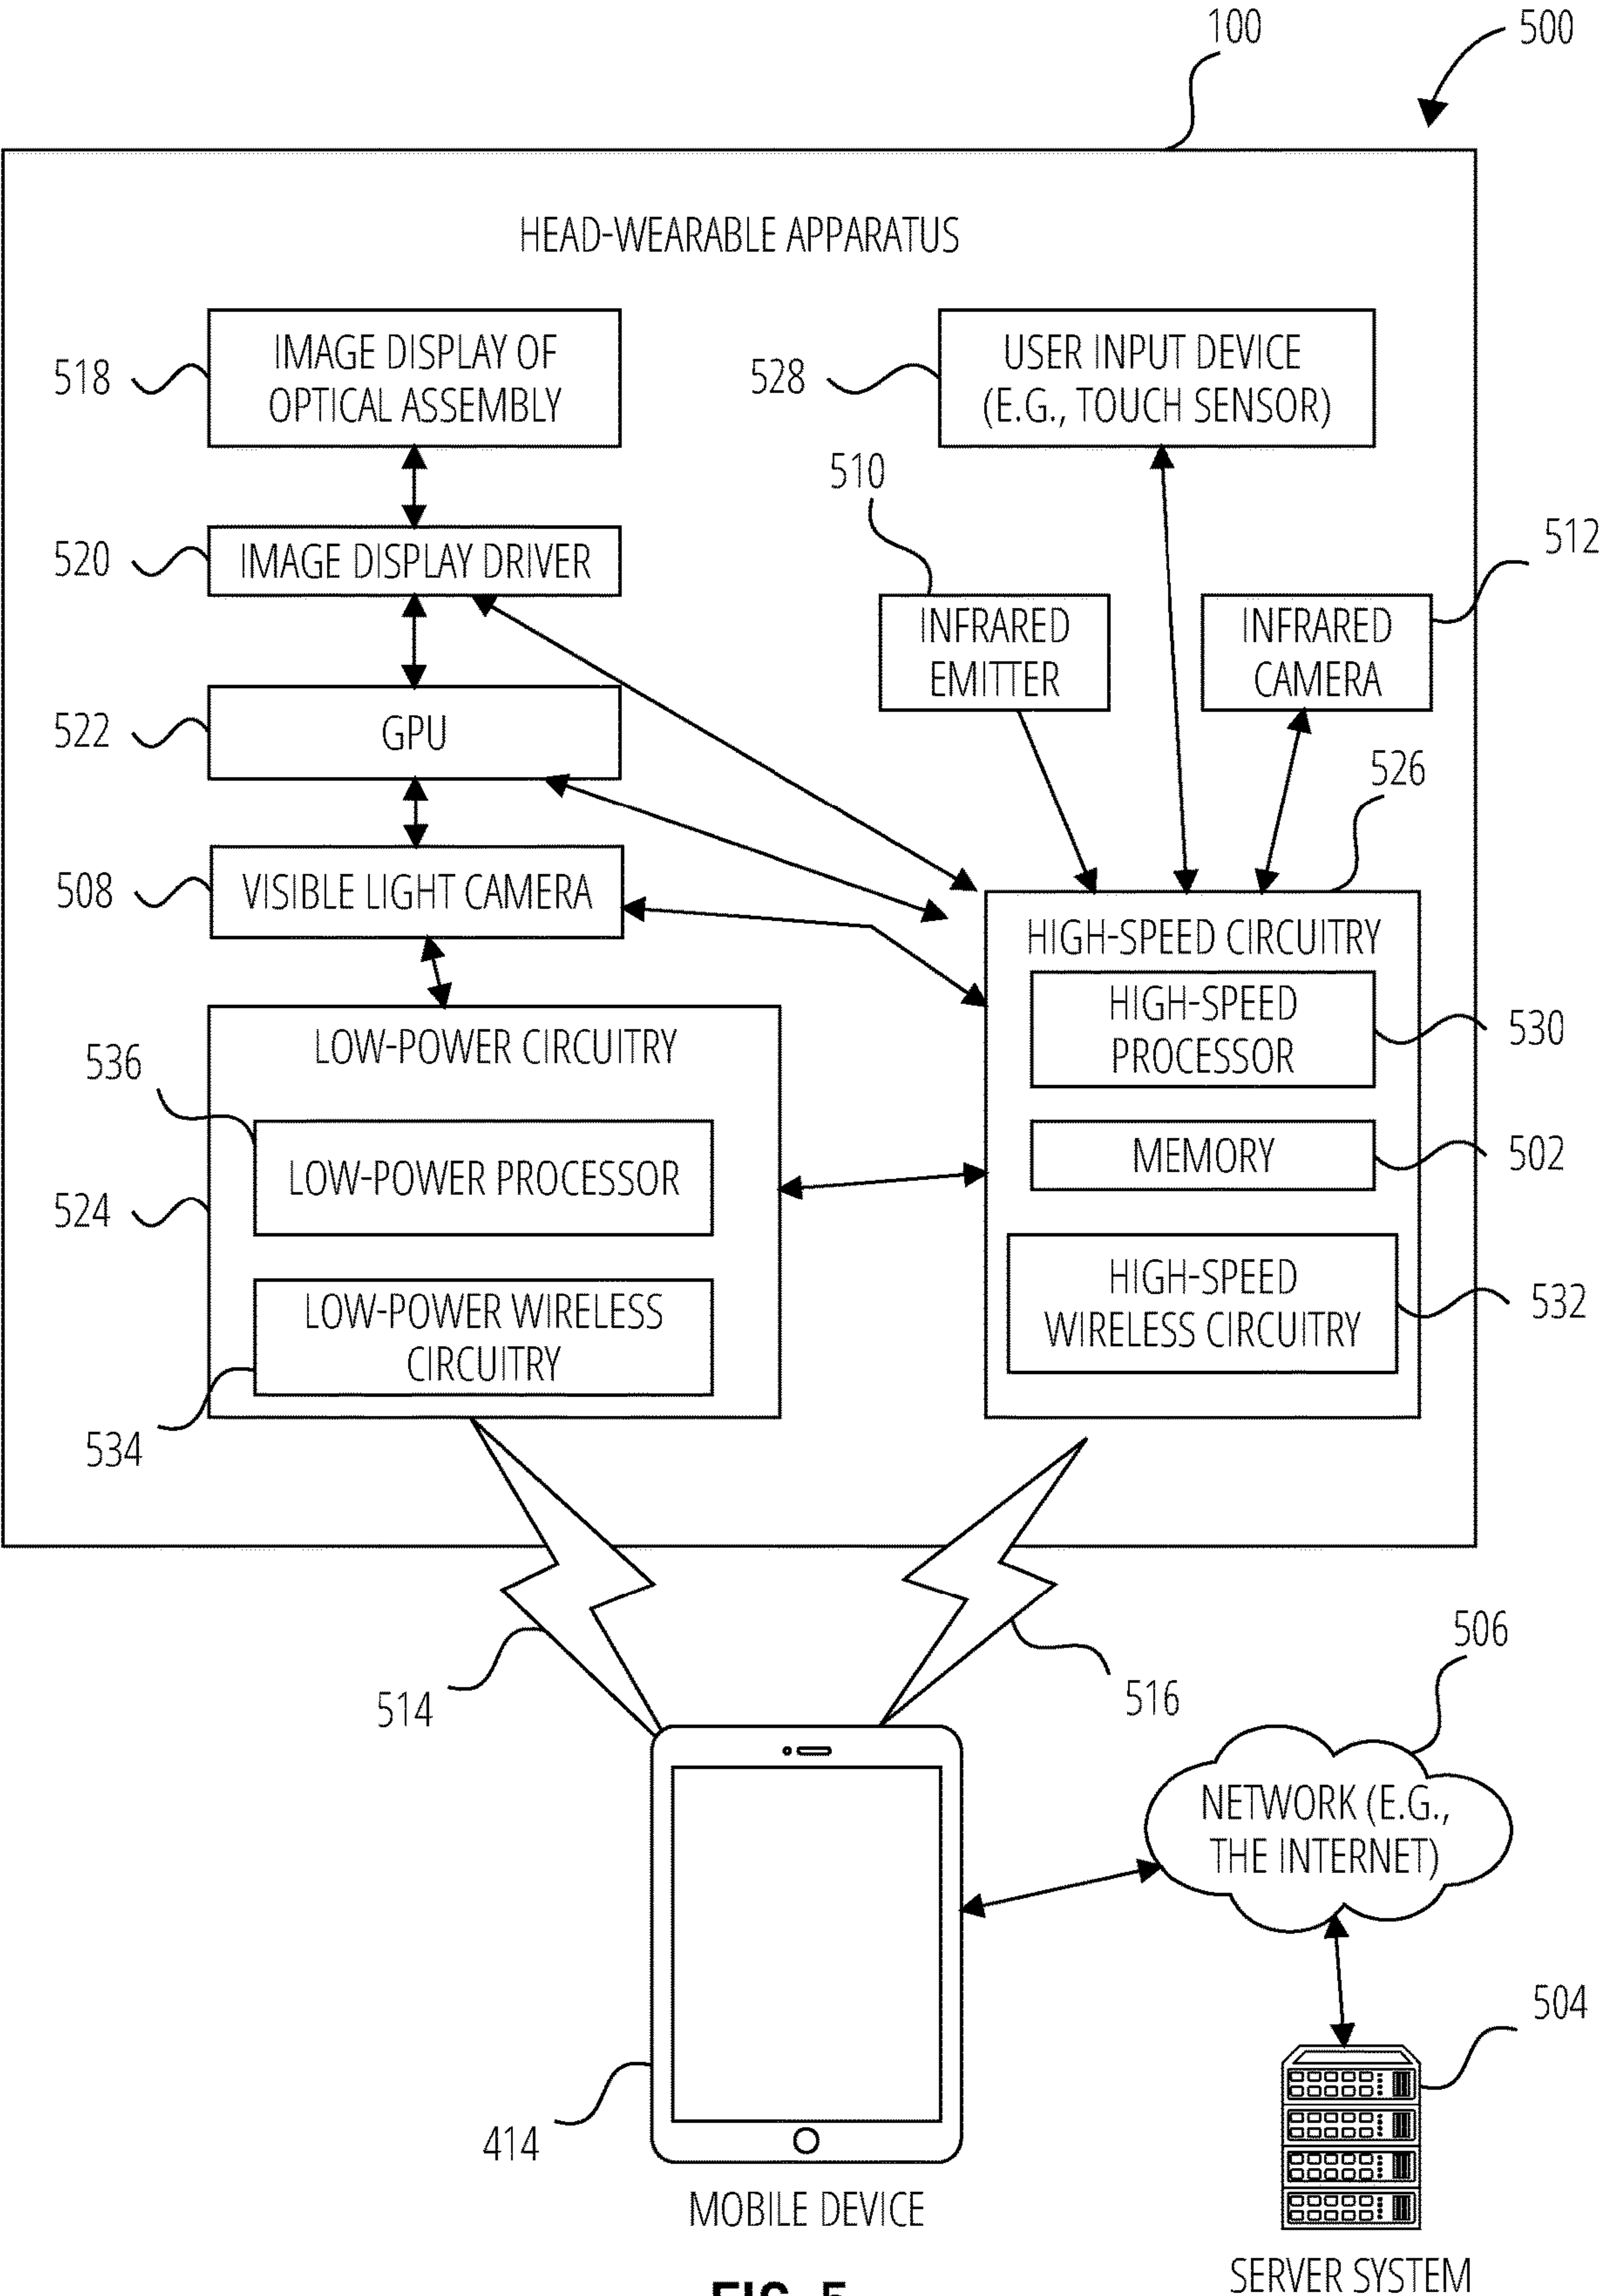 100
500
HEAD-WEARABLE APPARATUS
518
IMAGE DISPLAY OF
OPTICAL ASSEMBLY
528
USER INPUT DEVICE
(E.G., TOUCH SENSOR)
510
520
IMAGE DISPLAY DRIVER
512
INFRARED
EMITTER
INFRARED
CAMERA
522
GPU
526
508
VISIBLE LIGHT CAMERA
HIGH-SPEED CIRCUITRY
HIGH-SPEED
PROCESSOR
530
LOW-POWER CIRCUITRY
536
LOW-POWER PROCESSOR
MEMORY
502
524
LOW-POWER WIRELESS
CIRCUITRY
HIGH-SPEED
WIRELESS CIRCUITRY
532
534
514
516
506
NETWORK (E.G.,
THE INTERNET)
504
414
MOBILE DEVICE
SERVER SYSTEM
FIG. 5